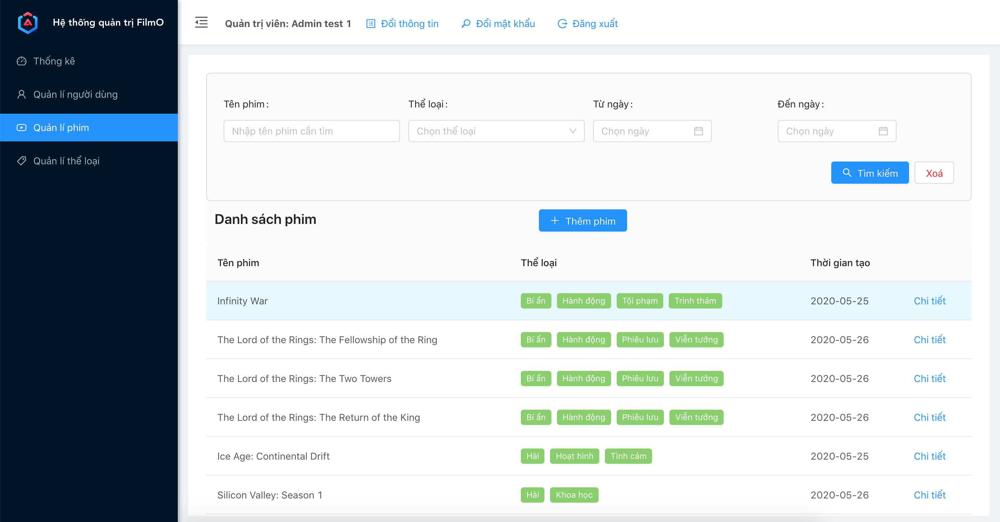 Hệ thống quản trị FilmO
Quản trị viên: Admin test 1 Đổi thông tin Đổi mật khẩu Đăng xuất
Thống kê
Quản lí người dùng
Quản lí phim
Quản lí thể loại
Tên phim: Thể loại: Từ ngày: Đến ngày:
Nhập tên phim cần tìm Chọn thể loại Chọn ngày Chọn ngày
Tìm kiếm Xoá
Danh sách phim Thêm phim
Tên phim Thể loại Thời gian tạo
Infinity War Bí ẩn Hành động Tội phạm Trinh thám 2020-05-25 Chi tiết
The Lord of the Rings: The Fellowship of the Ring Bí ẩn Hành động Phiêu lưu Viễn tưởng 2020-05-26 Chi tiết
The Lord of the Rings: The Two Towers Bí ẩn Hành động Phiêu lưu Viễn tưởng 2020-05-26 Chi tiết
The Lord of the Rings: The Return of the King Bí ẩn Hành động Phiêu lưu Viễn tưởng 2020-05-26 Chi tiết
Ice Age: Continental Drift Hài Hoạt hình Tình cảm 2020-05-25 Chi tiết
Silicon Valley: Season 1 Hài Khoa học 2020-05-26 Chi tiết